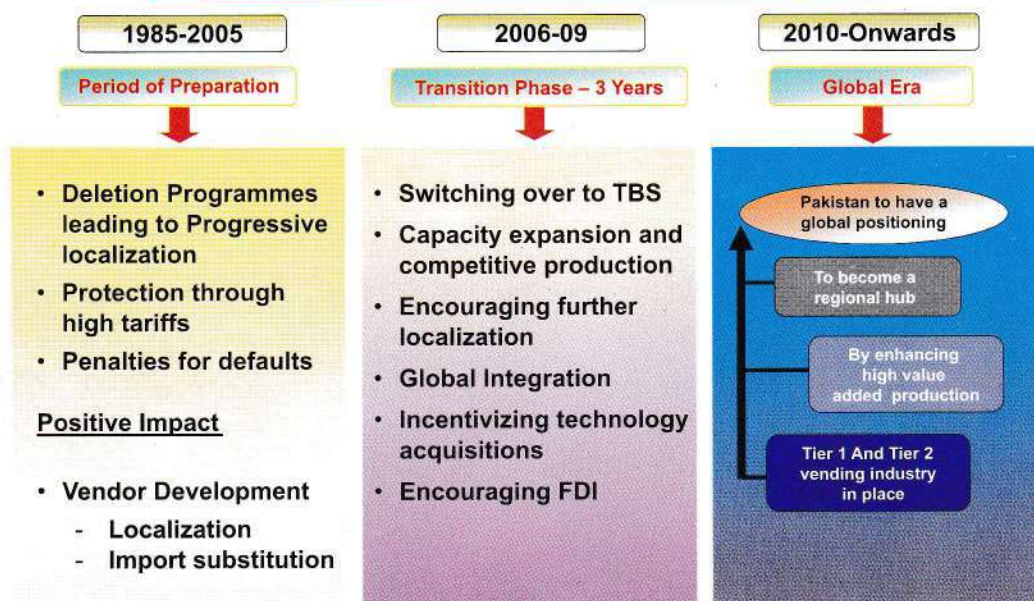 1985-2005
Period of Preparation
• Deletion Programmes
leading to Progressive
localization
• Protection through
high tariffs
• Penalties for defaults
Positive Impact
• Vendor Development
- Localization
- Import substitution
2006-09
Transition Phase – 3 Years
• Switching over to TBS
• Capacity expansion and
competitive production
• Encouraging further
localization
• Global Integration
• Incentivizing technology
acquisitions
• Encouraging FDI
2010-Onwards
Global Era
Pakistan to have a
global positioning
To become a
regional hub
By enhancing
high value
added production
Tier 1 And Tier 2
vending industry
in place